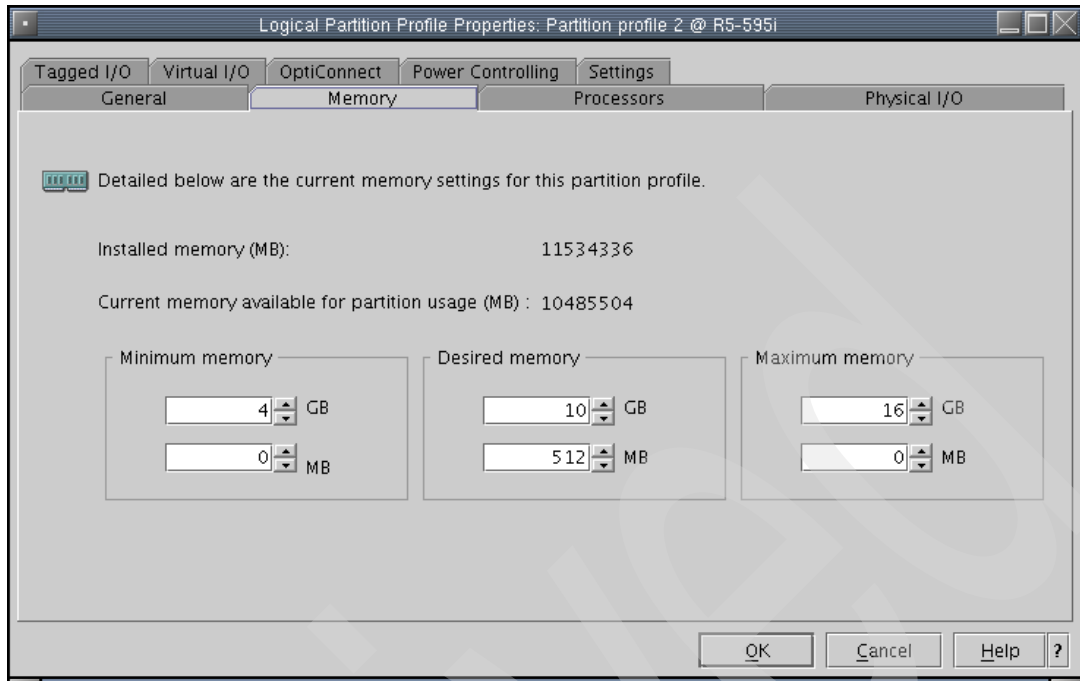 Logical Partition Profile Properties: Partition profile 2 @ R5-595i
Tagged I/O Virtual I/O OptiConnect Power Controlling Settings
General Memory Processors Physical I/O
Detailed below are the current memory settings for this partition profile.
Installed memory (MB): 11534336
Current memory available for partition usage (MB) : 10485504
Minimum memory Desired memory Maximum memory
4 GB 10 GB 16 GB
0 MB 512 MB 0 MB
OK Cancel Help ?